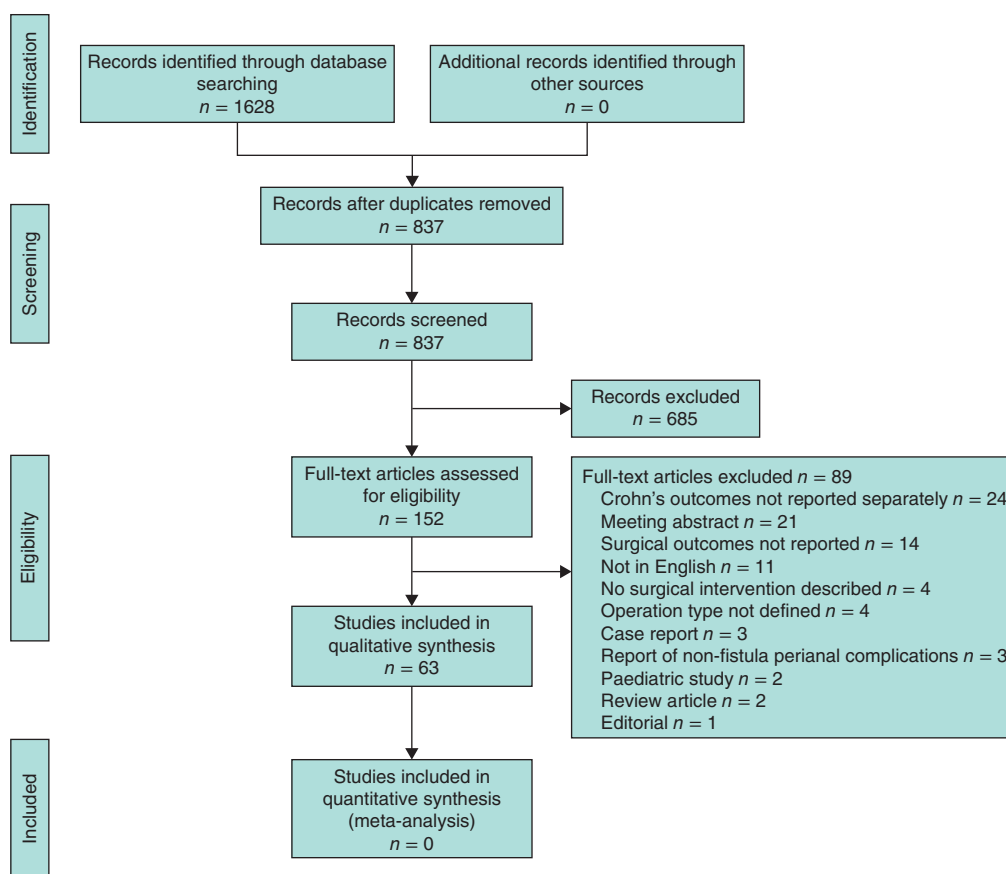 Identification
Records identified through database
searching
n = 1628
Additional records identified through
other sources
n = 0
Screening
Records after duplicates removed
n = 837
Records screened
n = 837
Records excluded
n = 685
Eligibility
Full-text articles assessed
for eligibility
n = 152
Full-text articles excluded n = 89
Crohn's outcomes not reported separately n = 24
Meeting abstract n = 21
Surgical outcomes not reported n = 14
Not in English n = 11
No surgical intervention described n = 4
Operation type not defined n = 4
Case report n = 3
Report of non-fistula perianal complications n = 3
Paediatric study n = 2
Review article n = 2
Editorial n = 1
Studies included in
qualitative synthesis
n = 63
Included
Studies included in
quantitative synthesis
(meta-analysis)
n = 0